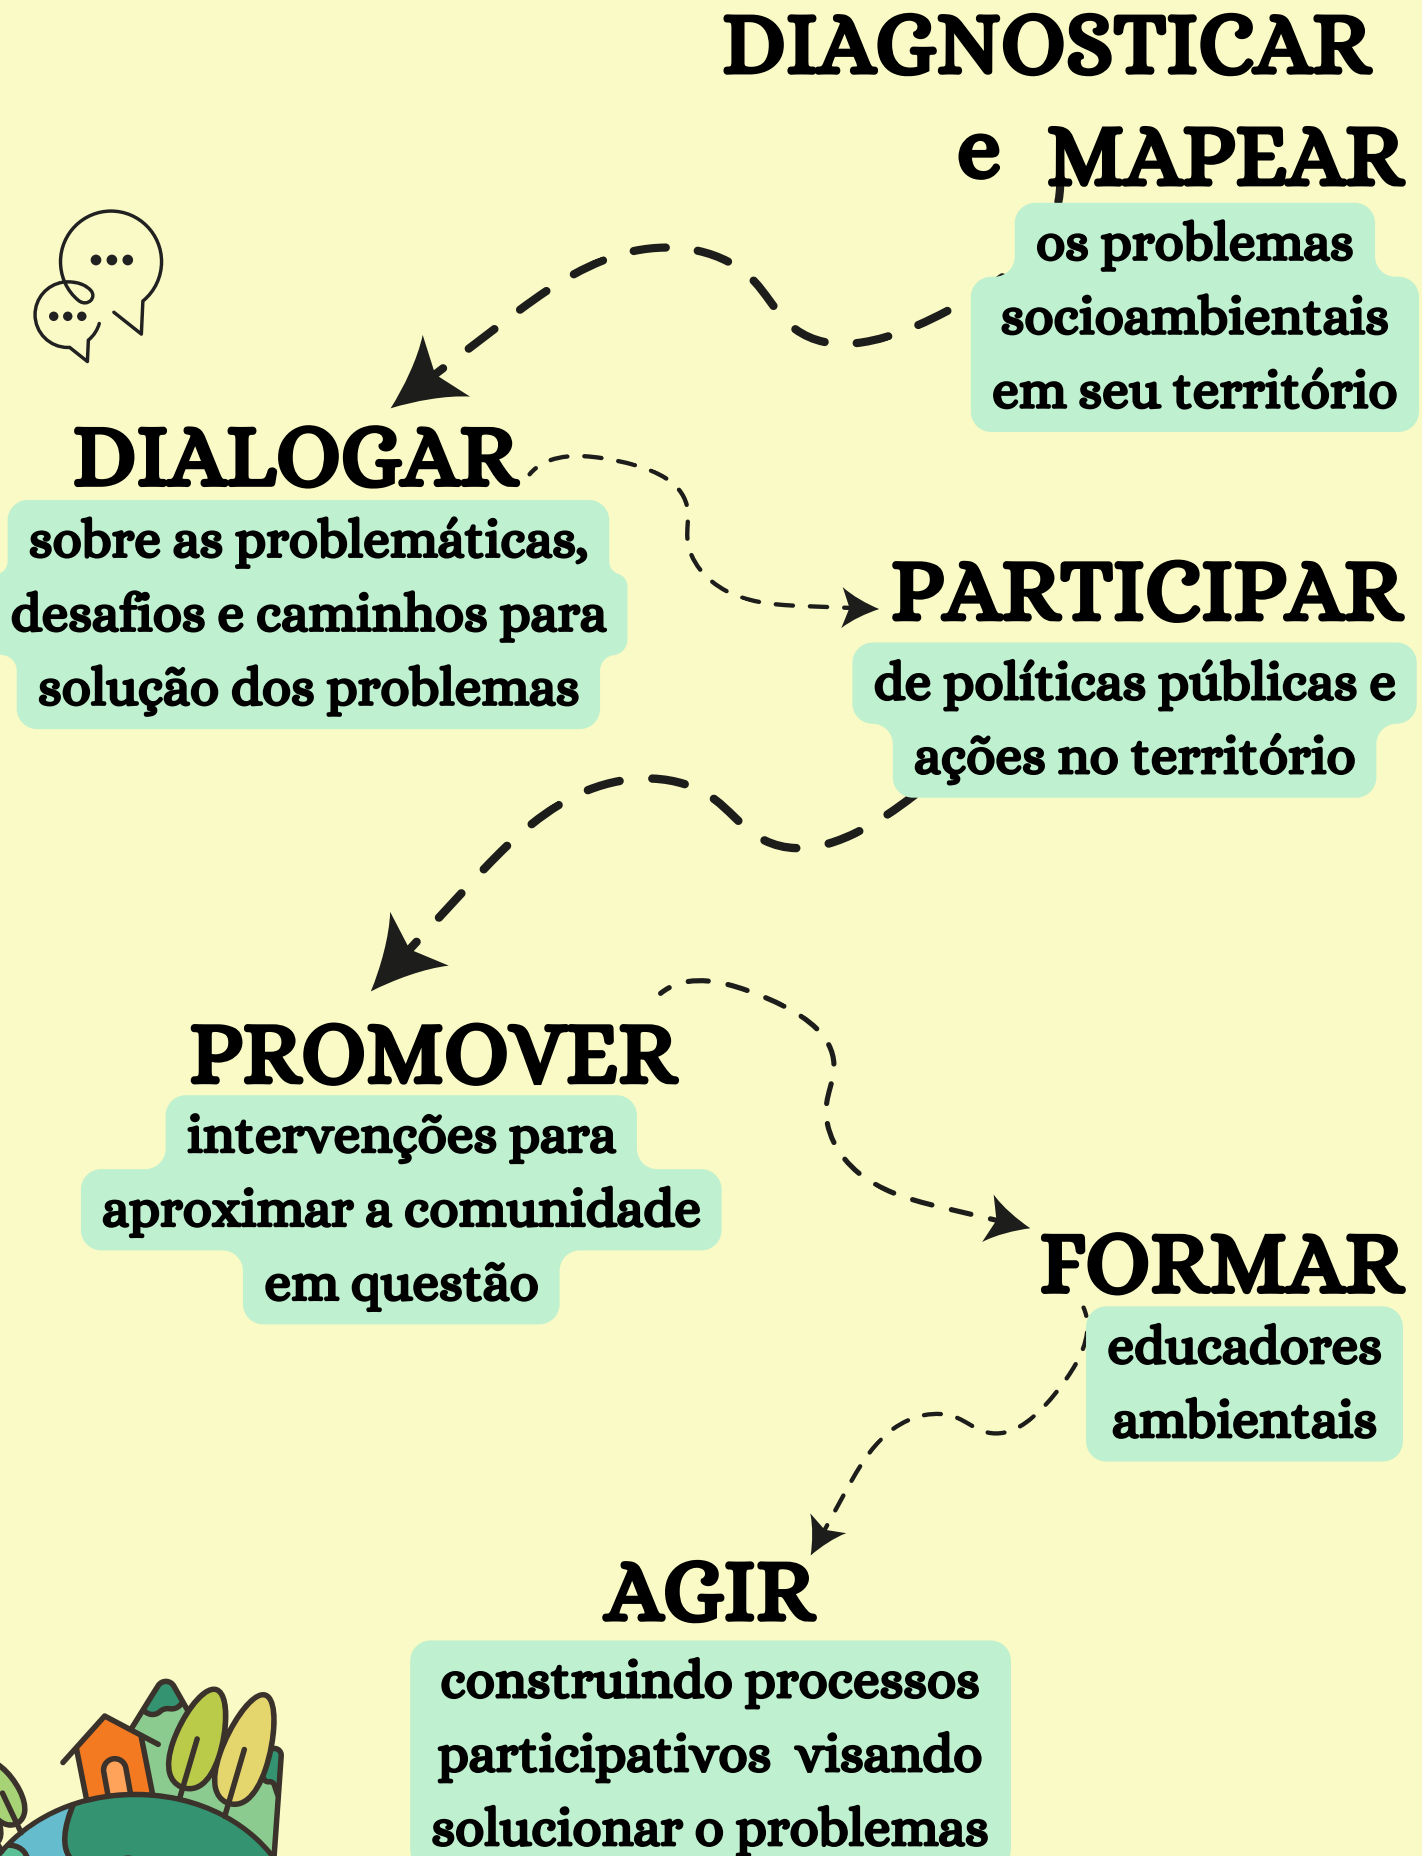 DIAGNOSTICAR
e MAPEAR
os problemas
socioambientais
em seu território
DIALOGAR
sobre as problemáticas,
desafios e caminhos para
solução dos problemas
PARTICIPAR
de políticas públicas e
ações no território
PROMOVER
intervenções para
aproximar a comunidade
em questão
FORMAR
educadores
ambientais
AGIR
construindo processos
participativos visando
solucionar o problemas